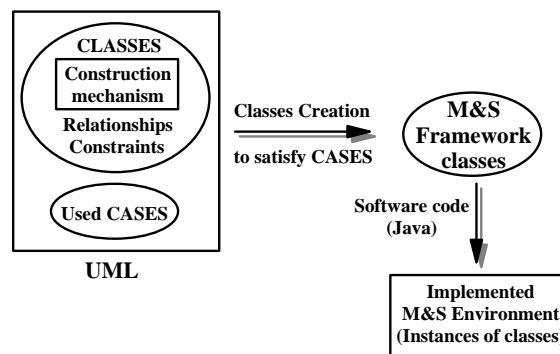 CLASSES
Construction
mechanism
Relationships
Constraints
Used CASES
UML
Classes Creation
to satisfy CASES
M&S
Framework
classes
Software code
(Java)
Implemented
M&S Environment
(Instances of classes